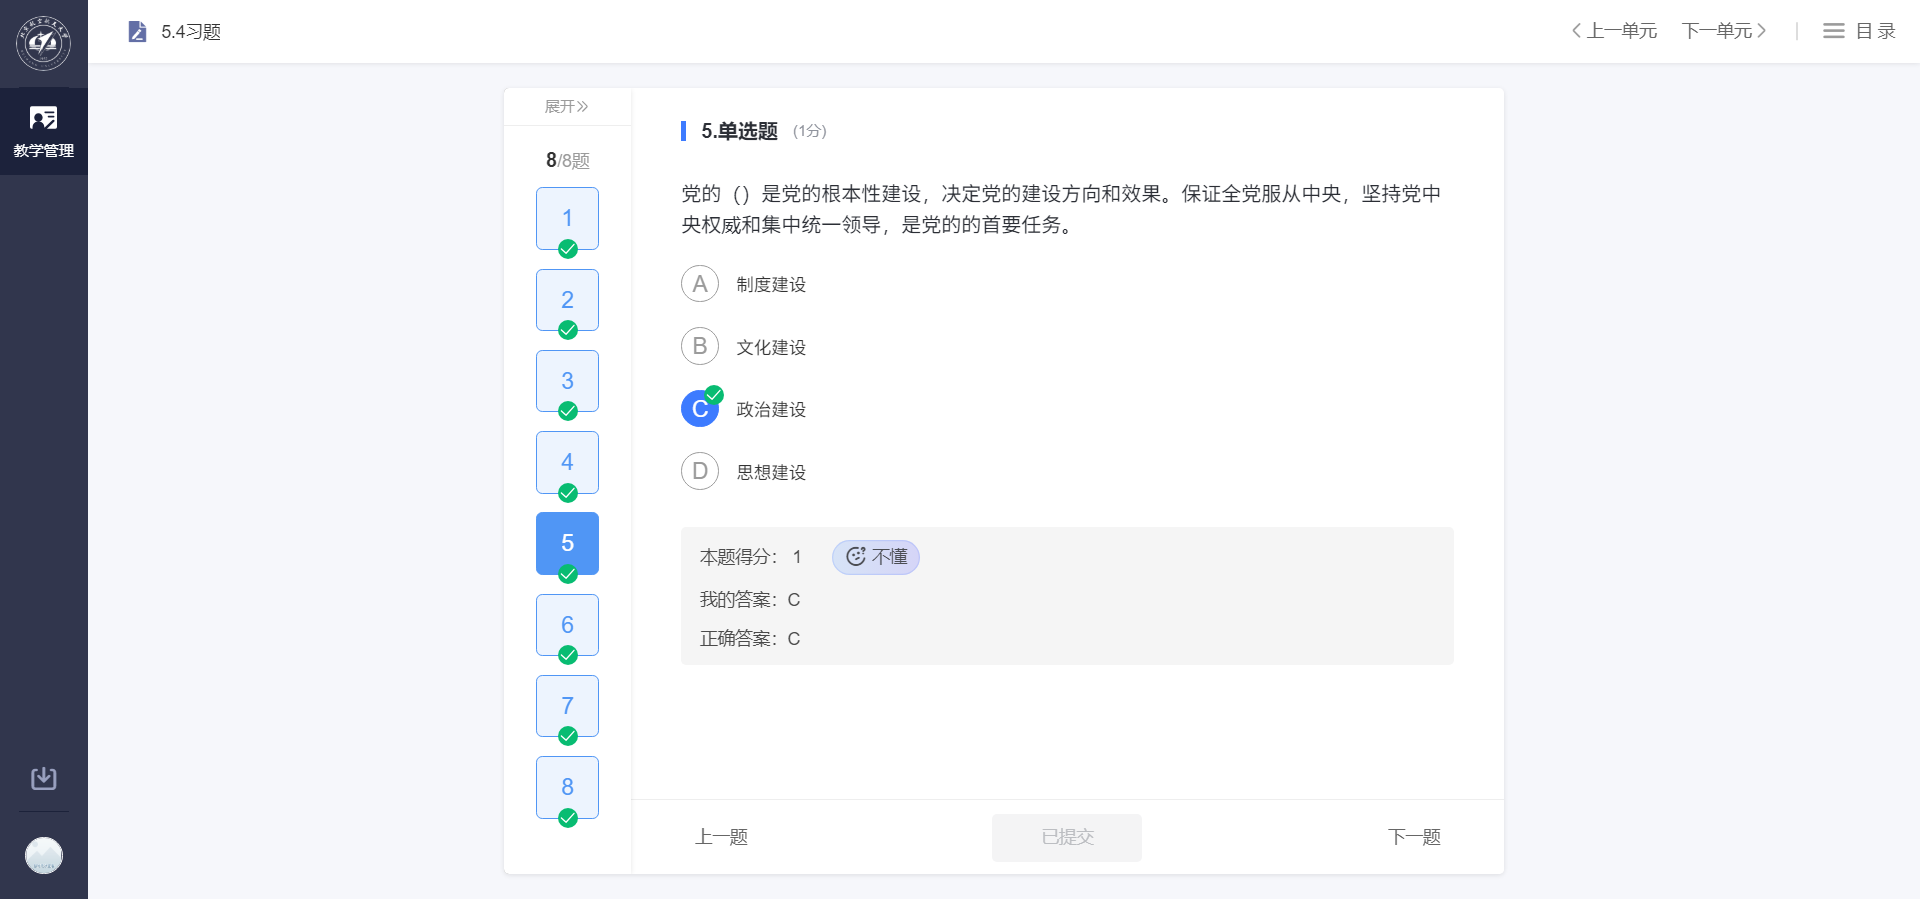 5.4习题
上一单元
下一单元
目录
教学管理
展开
8/8题
1
2
3
4
5
6
7
8
5.单选题 (1分)
党的（）是党的根本性建设，决定党的建设方向和效果。保证全党服从中央，坚持党中
央权威和集中统一领导，是党的的首要任务。
A 制度建设
B 文化建设
C 政治建设
D 思想建设
本题得分： 1 不懂
我的答案：C
正确答案：C
上一题
已提交
下一题